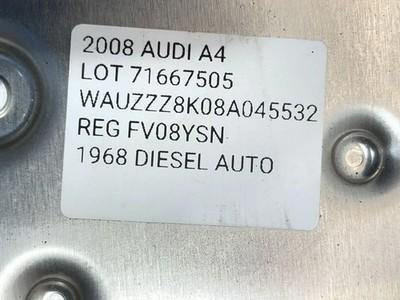 2008 AUDI A4
LOT 71667505
WAUZZZ8K08A045532
REG FV08YSN
1968 DIESEL AUTO